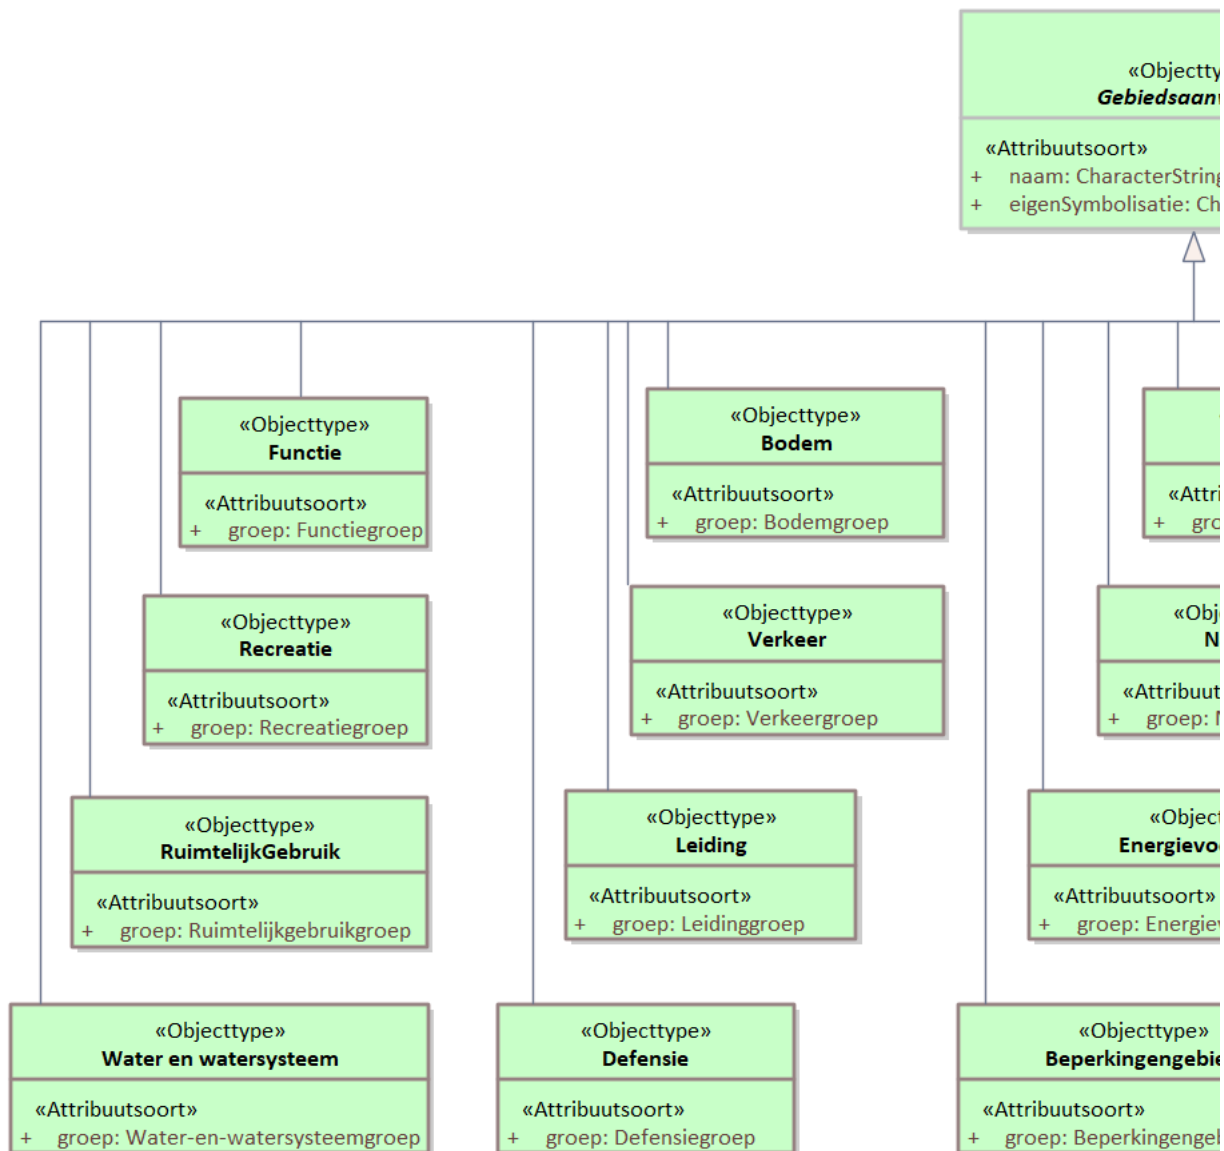 «Objectty
Gebiedsaanv
«Attribuutsoort»
+ naam: CharacterString
+ eigenSymbolisatie: Ch
«Objecttype»
Functie
«Attribuutsoort»
+ groep: Functiegroep
«Objecttype»
Bodem
«Attribuutsoort»
+ groep: Bodemgroep
«Attri
+ gro
«Objecttype»
Recreatie
«Attribuutsoort»
+ groep: Recreatiegroep
«Objecttype»
Verkeer
«Attribuutsoort»
+ groep: Verkeergroep
«Obj
N
«Attribuut
+ groep:
«Objecttype»
RuimtelijkGebruik
«Attribuutsoort»
+ groep: Ruimtelijkgebruikgroep
«Objecttype»
Leiding
«Attribuutsoort»
+ groep: Leidinggroep
«Object
Energievo
«Attribuutsoort»
+ groep: Energiev
«Objecttype»
Water en watersysteem
«Attribuutsoort»
+ groep: Water-en-watersysteemgroep
«Objecttype»
Defensie
«Attribuutsoort»
+ groep: Defensiegroep
«Objecttype»
Beperkingengebie
«Attribuutsoort»
+ groep: Beperkingengeb